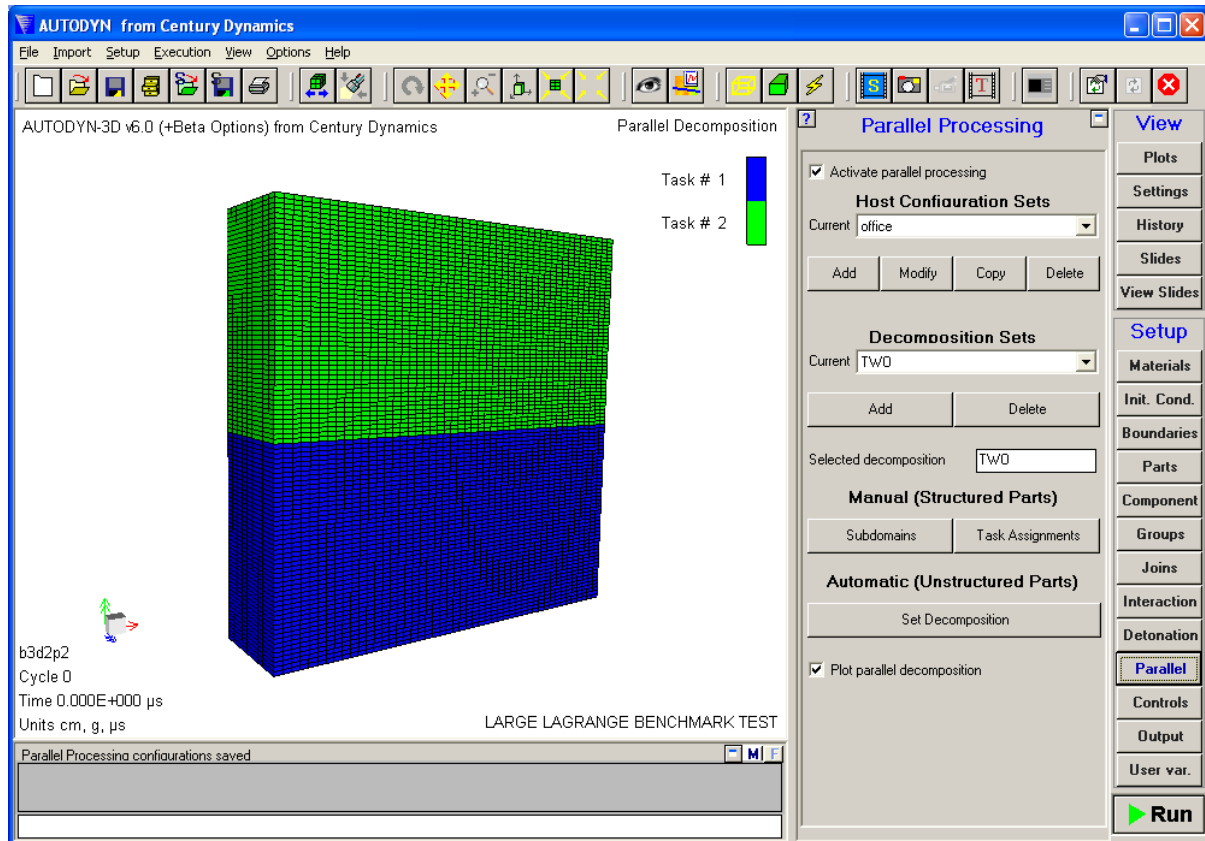 AUTODYN from Century Dynamics
File Import Setup Execution View Options Help
AUTODYN-3D v6.0 (+Beta Options) from Century Dynamics
Parallel Decomposition
Task # 1
Task # 2
b3d2p2
Cycle 0
Time 0.000E+000 µs
Units cm, g, µs
LARGE LAGRANGE BENCHMARK TEST
Parallel Processing configurations saved
M F
? Parallel Processing
Activate parallel processing
Host Configuration Sets
Current office
Add Modify Copy Delete
Decomposition Sets
Current TWO
Add Delete
Selected decomposition TWO
Manual (Structured Parts)
Subdomains Task Assignments
Automatic (Unstructured Parts)
Set Decomposition
Plot parallel decomposition
View
Plots
Settings
History
Slides
View Slides
Setup
Materials
Init. Cond.
Boundaries
Parts
Component
Groups
Joins
Interaction
Detonation
Parallel
Controls
Output
User var.
Run